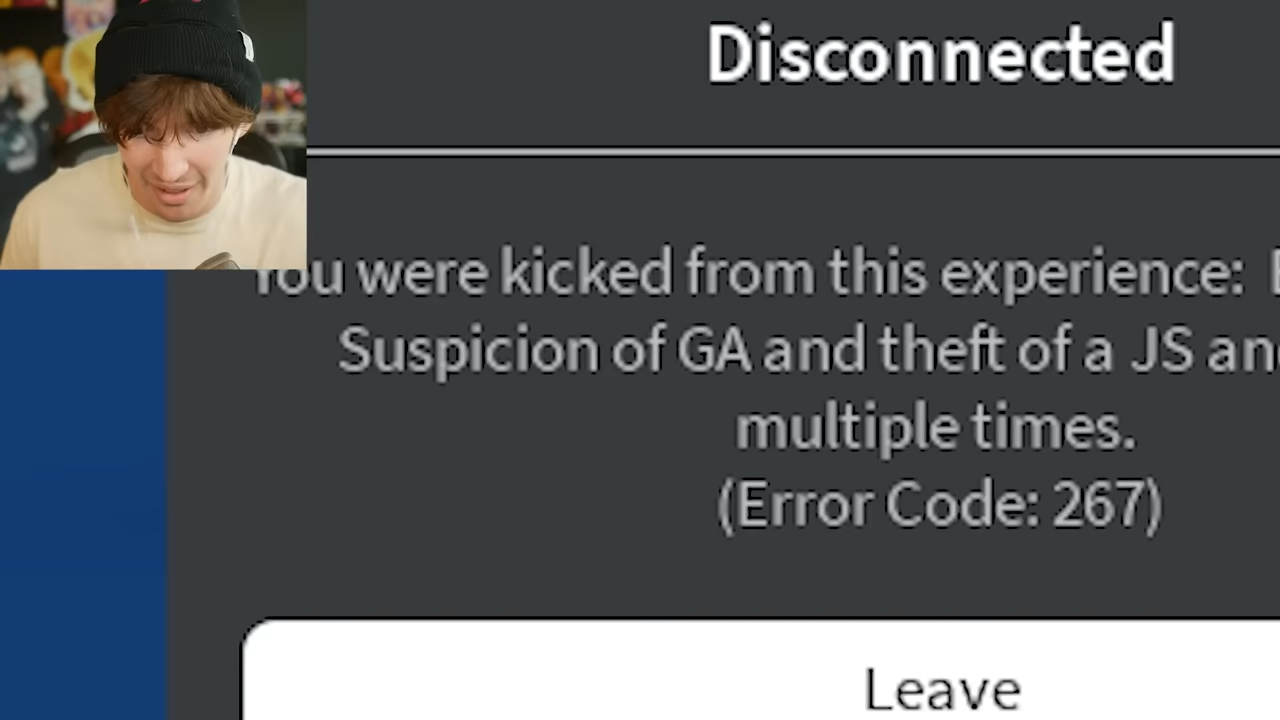 Disconnected
You were kicked from this experience:
Suspicion of GA and theft of a JS an
multiple times.
(Error Code: 267)
Leave